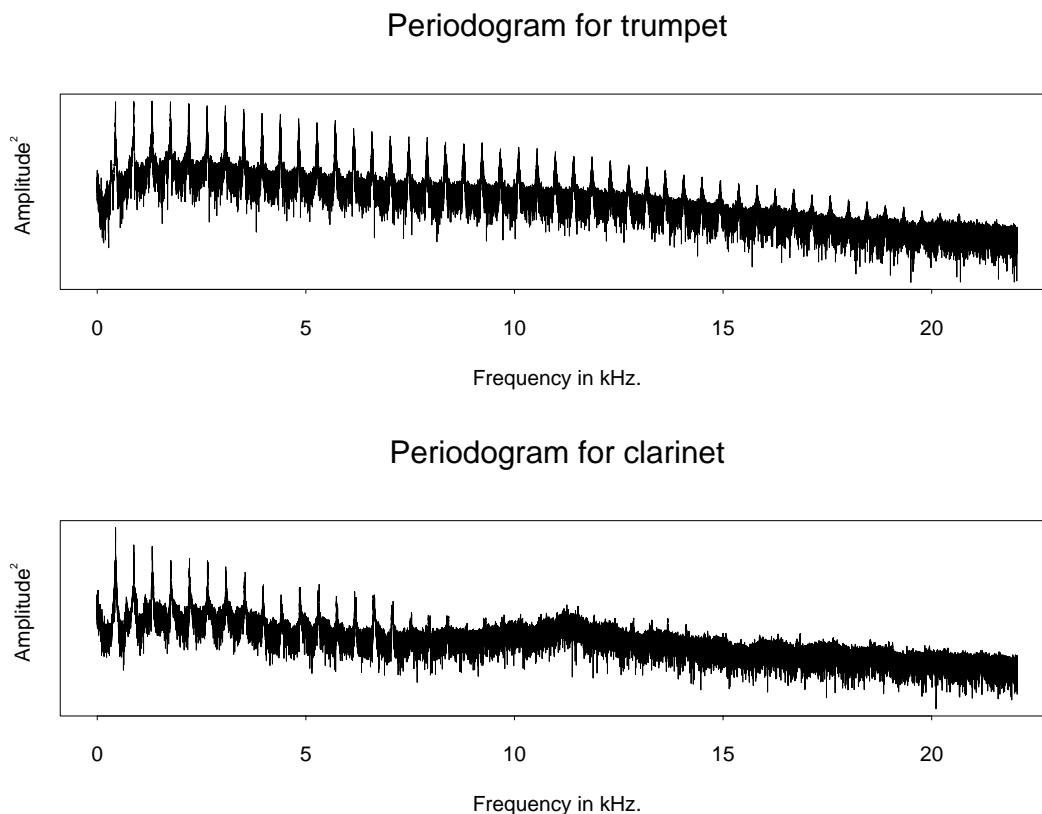 Periodogram for trumpet
Amplitude²
0 5 10 15 20
Frequency in kHz.
Periodogram for clarinet
Amplitude²
0 5 10 15 20
Frequency in kHz.